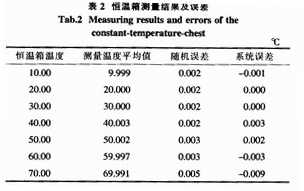 表 2 恒温箱测量结果及误差
Tab.2 Measuring results and errors of the
constant-temperature-chest
℃
恒温箱温度 测量温度平均值 随机误差 系统误差
10.00 9.999 0.002 -0.001
20.00 20.000 0.002 0.000
30.00 30.000 0.002 0.000
40.00 40.003 0.002 0.003
50.00 50.002 0.003 0.002
60.00 59.997 0.003 -0.003
70.00 69.991 0.005 -0.009